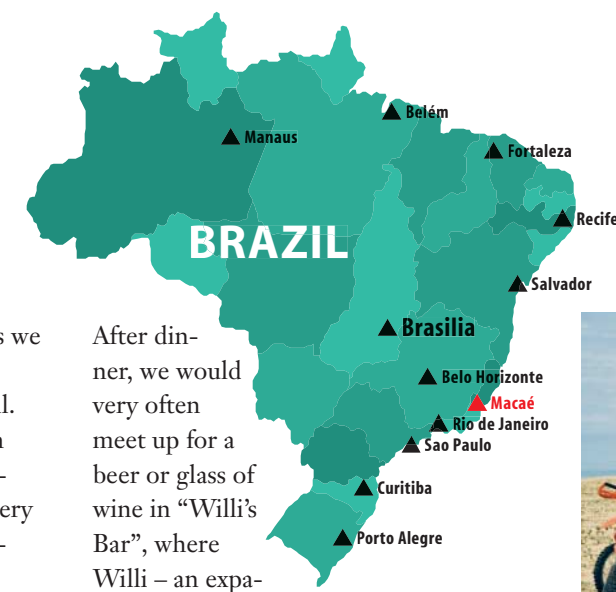 Belém
Manaus
Fortaleza
Recife
BRAZIL
Salvador
Brasilia
Belo Horizonte
Macaé
Rio de Janeiro
Sao Paulo
Curitiba
Porto Alegre
s we
l.
n
-
ery
-
After din-
ner, we would
very often
meet up for a
beer or glass of
wine in “Willi’s
Bar”, where
Willi – an expa-